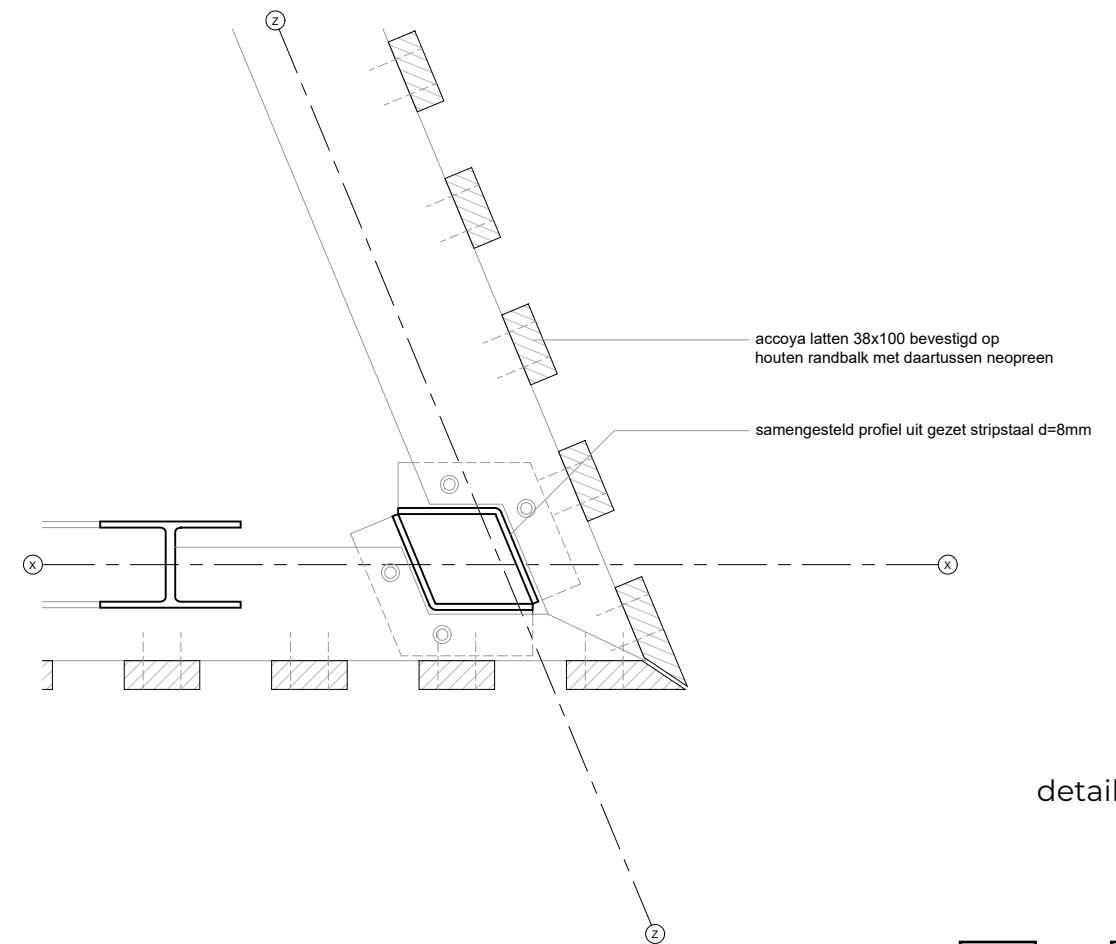 z
accoya latten 38x100 bevestigd op
houten randbalk met daartussen neopreen
samengesteld profiel uit gezet stripstaal d=8mm
x
x
detail
z